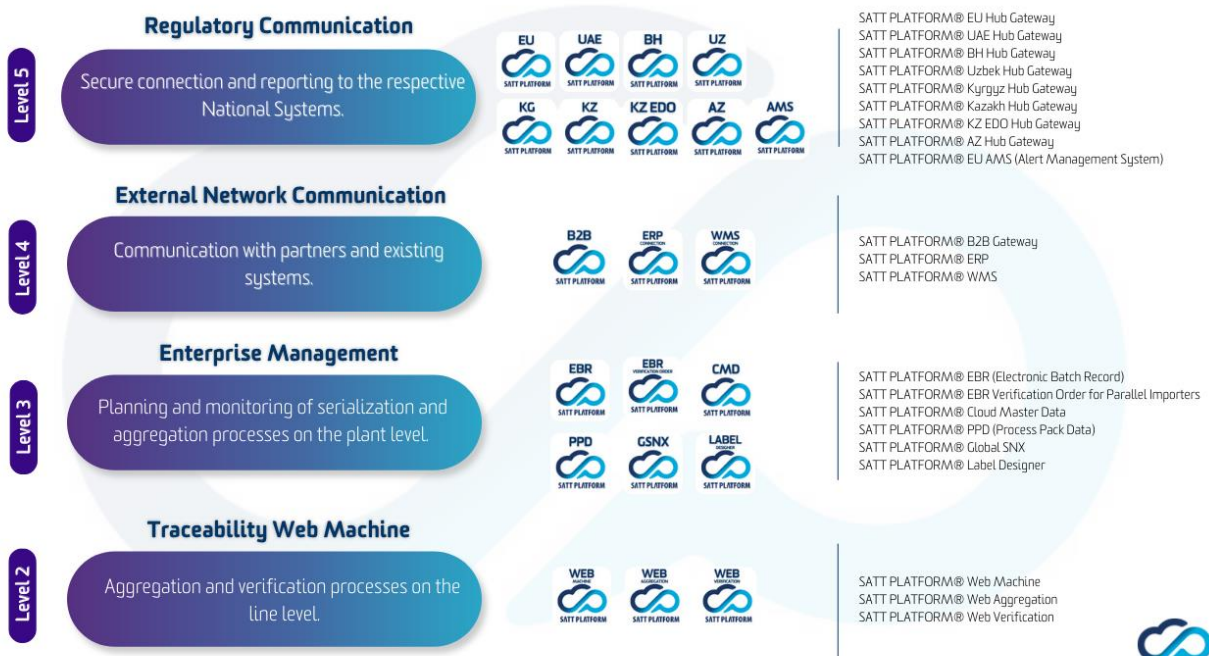 Level 5
Regulatory Communication
Secure connection and reporting to the respective
National Systems.
EU
SATT PLATFORM
UAE
SATT PLATFORM
BH
SATT PLATFORM
UZ
SATT PLATFORM
KG
SATT PLATFORM
KZ
SATT PLATFORM
KZ EDO
SATT PLATFORM
AZ
SATT PLATFORM
AMS
SATT PLATFORM
SATT PLATFORM® EU Hub Gateway
SATT PLATFORM® UAE Hub Gateway
SATT PLATFORM® BH Hub Gateway
SATT PLATFORM® Uzbek Hub Gateway
SATT PLATFORM® Kyrgyz Hub Gateway
SATT PLATFORM® Kazakh Hub Gateway
SATT PLATFORM® KZ EDO Hub Gateway
SATT PLATFORM® AZ Hub Gateway
SATT PLATFORM® EU AMS (Alert Management System)
Level 4
External Network Communication
Communication with partners and existing
systems.
B2B
SATT PLATFORM
ERP
CONNECTION
SATT PLATFORM
WMS
CONNECTION
SATT PLATFORM
SATT PLATFORM® B2B Gateway
SATT PLATFORM® ERP
SATT PLATFORM® WMS
Level 3
Enterprise Management
Planning and monitoring of serialization and
aggregation processes on the plant level.
EBR
SATT PLATFORM
EBR
VERIFICATION ORDER
SATT PLATFORM
CMD
SATT PLATFORM
PPD
SATT PLATFORM
GSNX
SATT PLATFORM
LABEL
DESIGNER
SATT PLATFORM
SATT PLATFORM® EBR (Electronic Batch Record)
SATT PLATFORM® EBR Verification Order for Parallel Importers
SATT PLATFORM® Cloud Master Data
SATT PLATFORM® PPD (Process Pack Data)
SATT PLATFORM® Global SNX
SATT PLATFORM® Label Designer
Level 2
Traceability Web Machine
Aggregation and verification processes on the
line level.
WEB
MACHINE
SATT PLATFORM
WEB
AGGREGATION
SATT PLATFORM
WEB
VERIFICATION
SATT PLATFORM
SATT PLATFORM® Web Machine
SATT PLATFORM® Web Aggregation
SATT PLATFORM® Web Verification